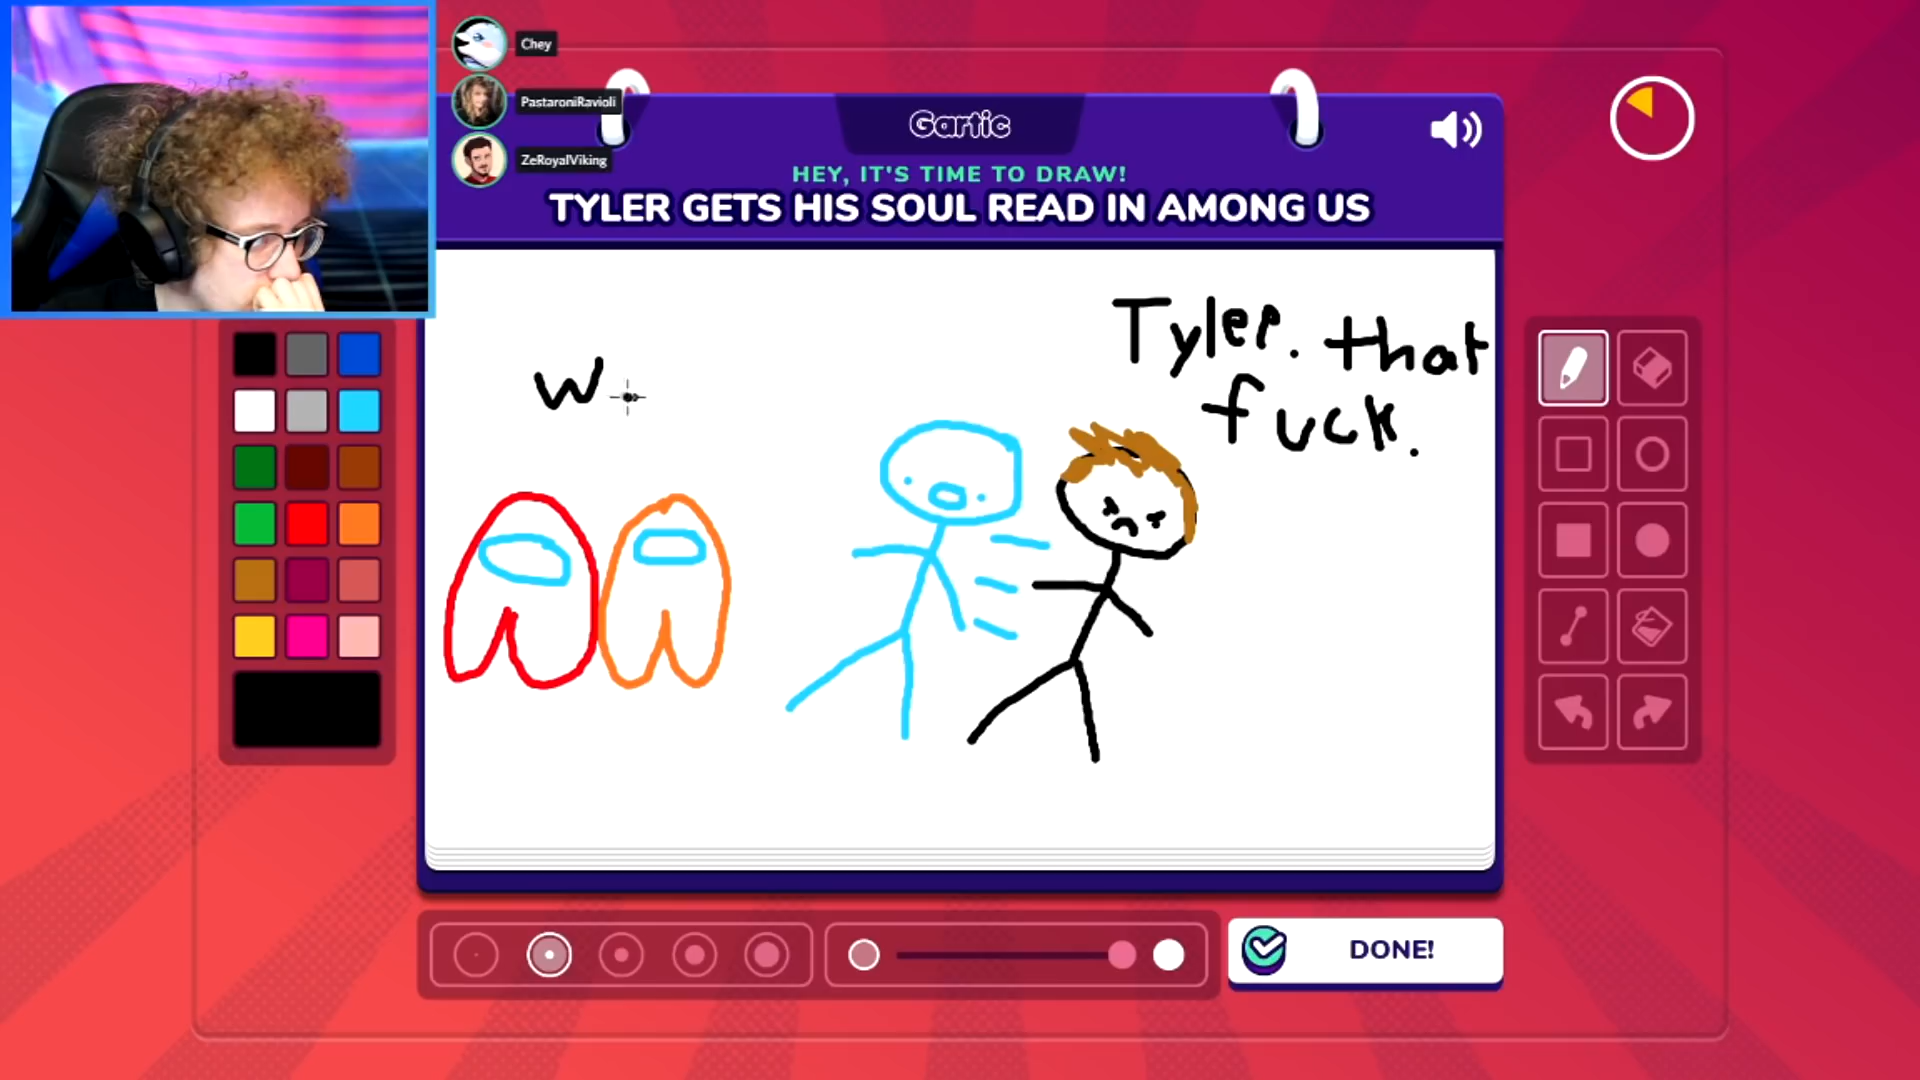 Chey
PastaroniRavioli
ZeRoyalViking
Gartic
HEY, IT'S TIME TO DRAW!
TYLER GETS HIS SOUL READ IN AMONG US
Tyler. that
fuck.
w
DONE!